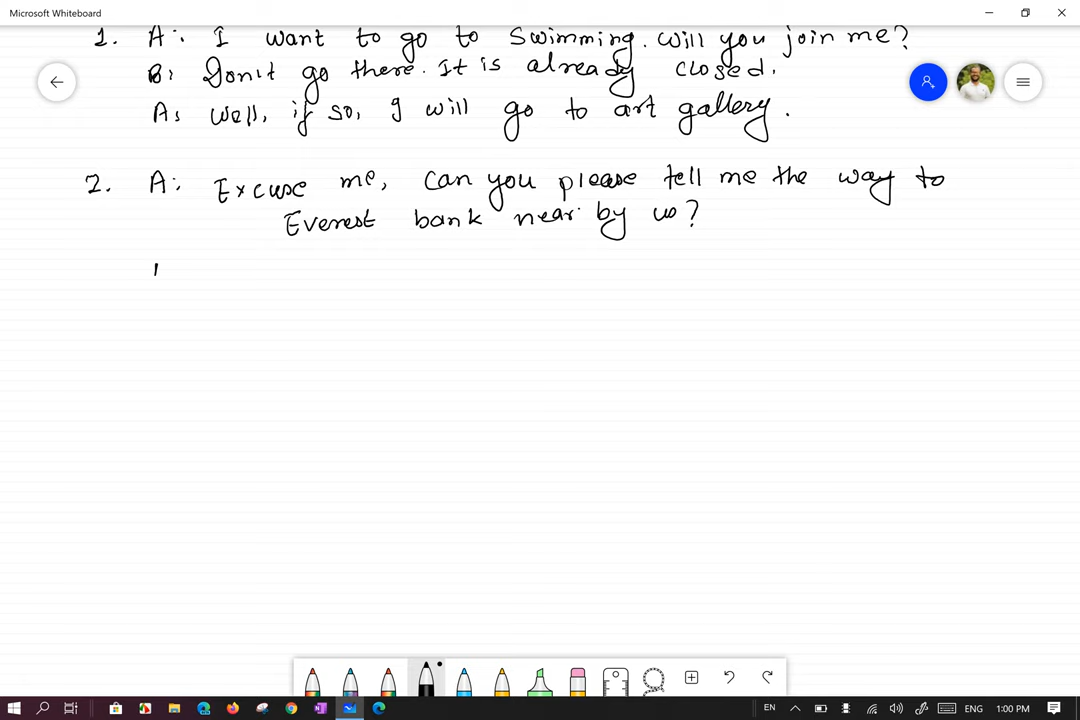 Microsoft Whiteboard
1. A: I want to go to swimming. Will you join me?
B: Don't go there. It is already closed.
A: Well, if so, I will go to art gallery.
2. A: Excuse me, can you please tell me the way to
Everest bank near by us?
EN ENG 1:00 PM